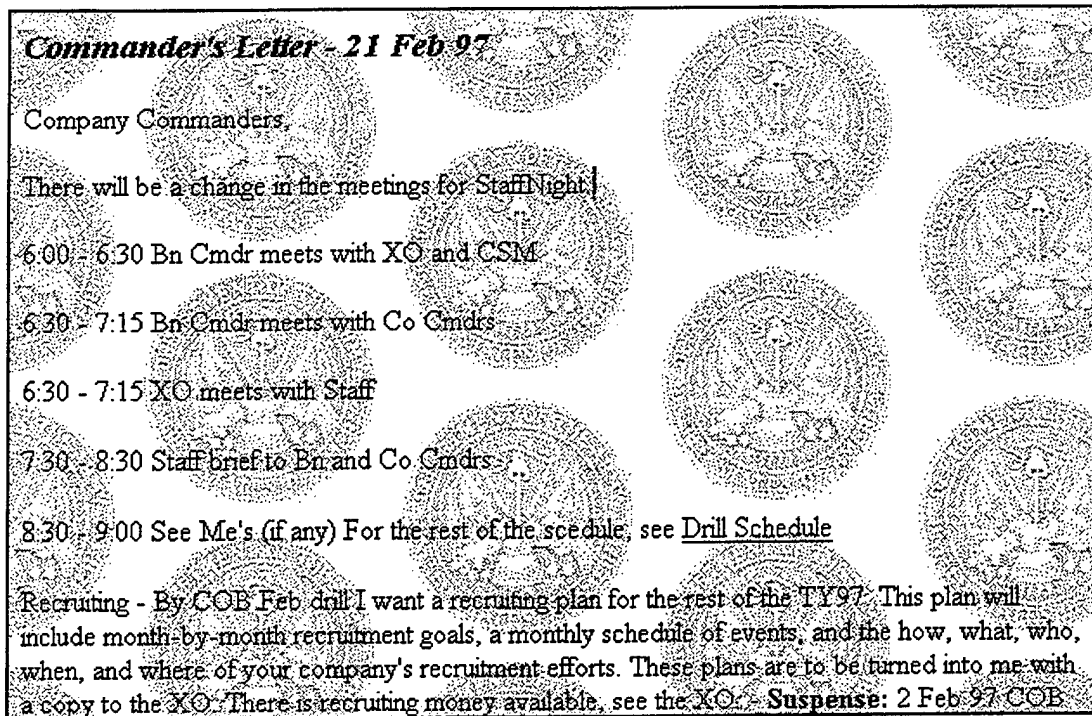 Commander's Letter - 21 Feb 97
Company Commanders,
There will be a change in the meetings for Staff Night.
6:00 - 6:30 Bn Cmdr meets with XO and CSM
6:30 - 7:15 Bn Cmdr meets with Co Cmdrs
6:30 - 7:15 XO meets with Staff
7:30 - 8:30 Staff brief to Bn and Co Cmdrs
8:30 - 9:00 See Me's (if any) For the rest of the scedule, see Drill Schedule
Recruiting - By COB Feb drill I want a recruiting plan for the rest of the TY97. This plan will
include month-by-month recruitment goals, a monthly schedule of events, and the how, what, who,
when, and where of your company's recruitment efforts. These plans are to be turned into me with
a copy to the XO. There is recruiting money available, see the XO. - Suspense: 2 Feb 97 COB